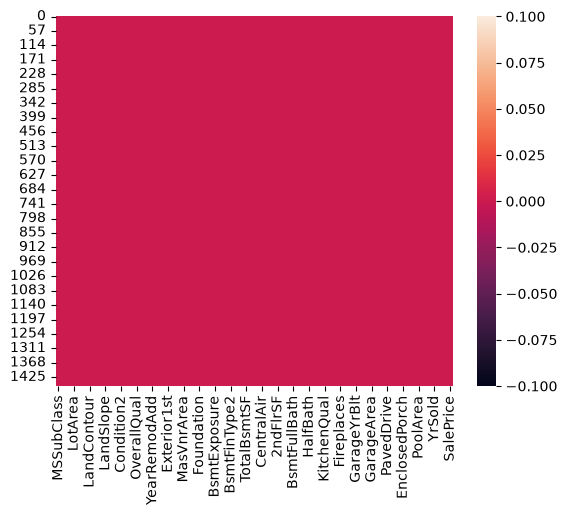 0
57
114
171
228
285
342
399
456
513
570
627
684
741
798
855
912
969
1026
1083
1140
1197
1254
1311
1368
1425
MSSubClass
LotArea
LandContour
LandSlope
Condition2
OverallQual
YearRemodAdd
Exterior1st
MasVnrArea
Foundation
BsmtExposure
BsmtFinType2
TotalBsmtSF
CentralAir
2ndFlrSF
BsmtFullBath
HalfBath
KitchenQual
Fireplaces
GarageYrBlt
GarageArea
PavedDrive
EnclosedPorch
PoolArea
YrSold
SalePrice
0.100
0.075
0.050
0.025
0.000
−0.025
−0.050
−0.075
−0.100